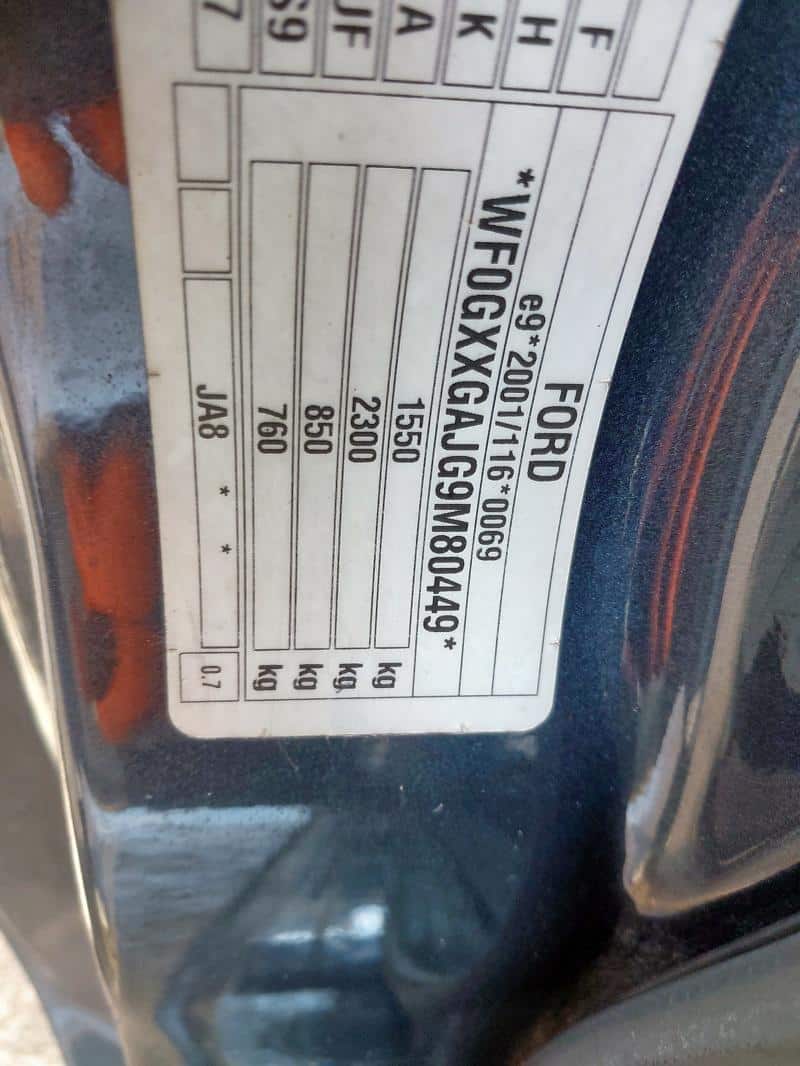 FORD
F
e9*2001/116*0069
H
*WF0GXXGAJG9M80449*
K
1550 kg
A
2300 kg
JF
850 kg
760 kg
7
JA8 * * 0.7